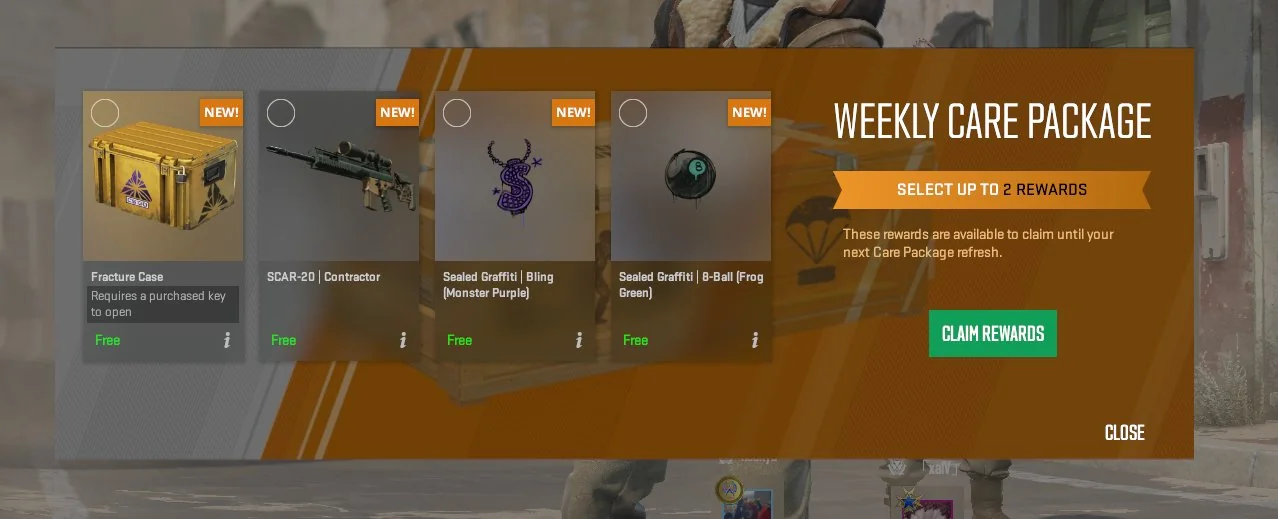 NEW!
NEW!
NEW!
NEW!
WEEKLY CARE PACKAGE
SELECT UP TO 2 REWARDS
These rewards are available to claim until your
next Care Package refresh.
Fracture Case
Requires a purchased key
to open
Free
SCAR-20 | Contractor
Free
Sealed Graffiti | Bling
(Monster Purple)
Free
Sealed Graffiti | 8-Ball (Frog
Green)
Free
CLAIM REWARDS
CLOSE